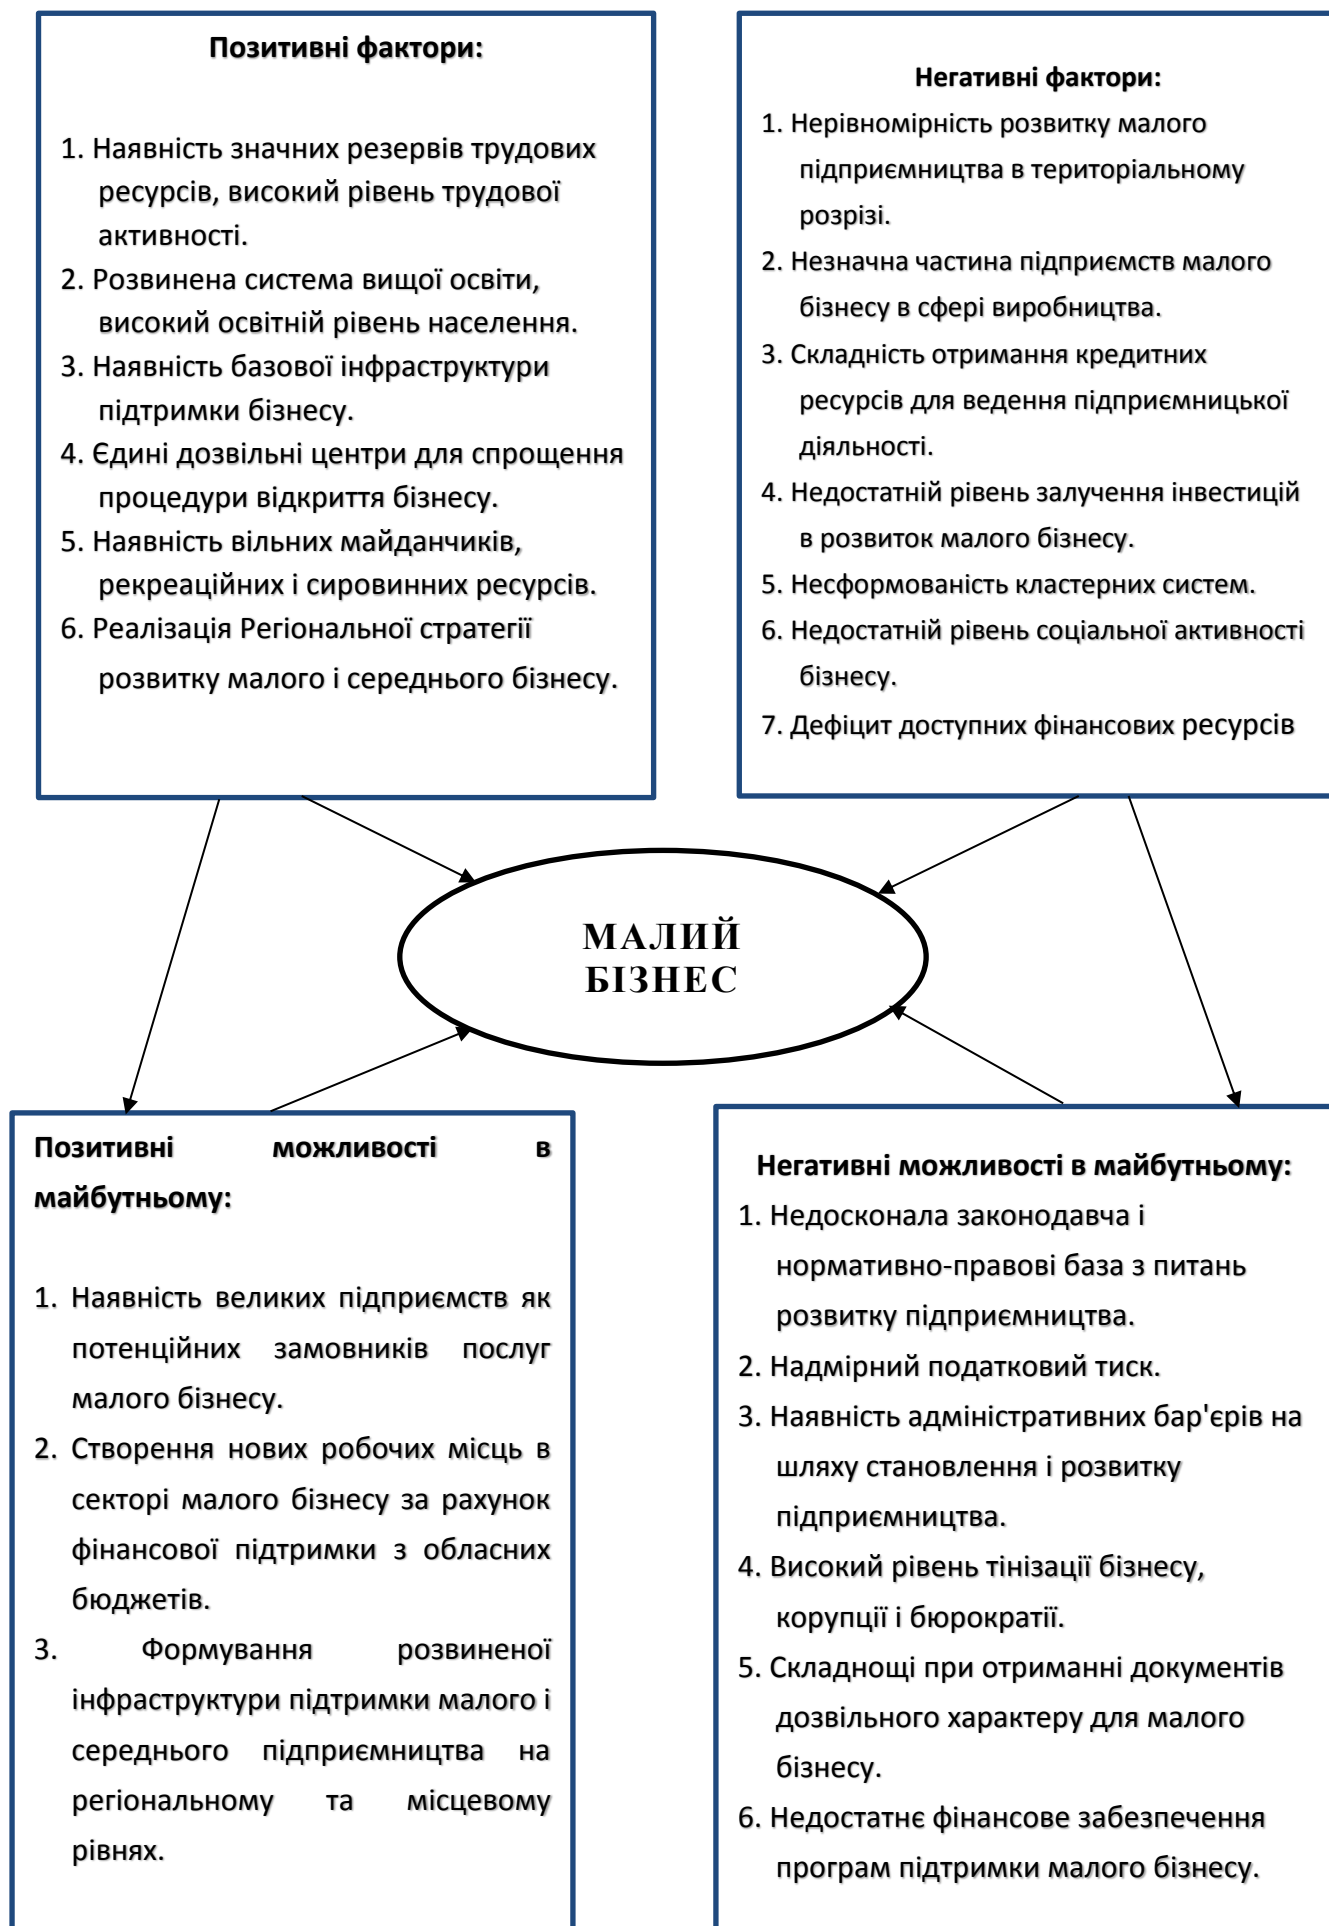 Позитивні фактори:
1. Наявність значних резервів трудових
ресурсів, високий рівень трудової
активності.
2. Розвинена система вищої освіти,
високий освітній рівень населення.
3. Наявність базової інфраструктури
підтримки бізнесу.
4. Єдині дозвільні центри для спрощення
процедури відкриття бізнесу.
5. Наявність вільних майданчиків,
рекреаційних і сировинних ресурсів.
6. Реалізація Регіональної стратегії
розвитку малого і середнього бізнесу.
Негативні фактори:
1. Нерівномірність розвитку малого
підприємництва в територіальному
розрізі.
2. Незначна частина підприємств малого
бізнесу в сфері виробництва.
3. Складність отримання кредитних
ресурсів для ведення підприємницької
діяльності.
4. Недостатній рівень залучення інвестицій
в розвиток малого бізнесу.
5. Несформованість кластерних систем.
6. Недостатній рівень соціальної активності
бізнесу.
7. Дефіцит доступних фінансових ресурсів
МАЛИЙ
БІЗНЕС
Позитивні можливості в
майбутньому:
1. Наявність великих підприємств як
потенційних замовників послуг
малого бізнесу.
2. Створення нових робочих місць в
секторі малого бізнесу за рахунок
фінансової підтримки з обласних
бюджетів.
3. Формування розвиненої
інфраструктури підтримки малого і
середнього підприємництва на
регіональному та місцевому
рівнях.
Негативні можливості в майбутньому:
1. Недосконала законодавча і
нормативно-правові база з питань
розвитку підприємництва.
2. Надмірний податковий тиск.
3. Наявність адміністративних бар'єрів на
шляху становлення і розвитку
підприємництва.
4. Високий рівень тінізації бізнесу,
корупції і бюрократії.
5. Складнощі при отриманні документів
дозвільного характеру для малого
бізнесу.
6. Недостатнє фінансове забезпечення
програм підтримки малого бізнесу.